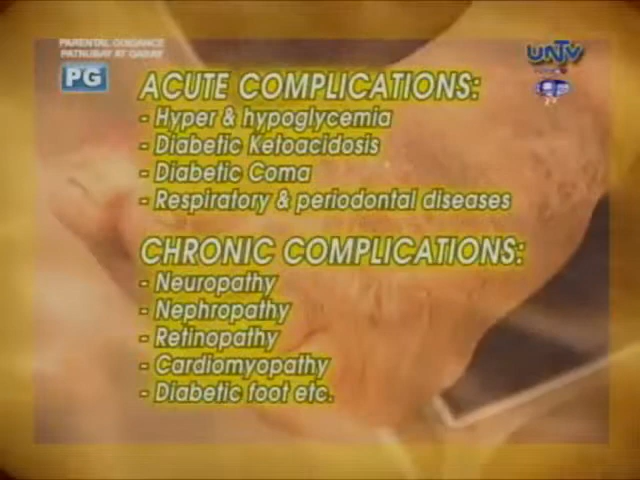 PARENTAL GUIDANCE
PATNUBAY AT GABAY
PG
UNTV
ACUTE COMPLICATIONS:
- Hyper & hypoglycemia
- Diabetic Ketoacidosis
- Diabetic Coma
- Respiratory & periodontal diseases
CHRONIC COMPLICATIONS:
- Neuropathy
- Nephropathy
- Retinopathy
- Cardiomyopathy
- Diabetic foot etc.